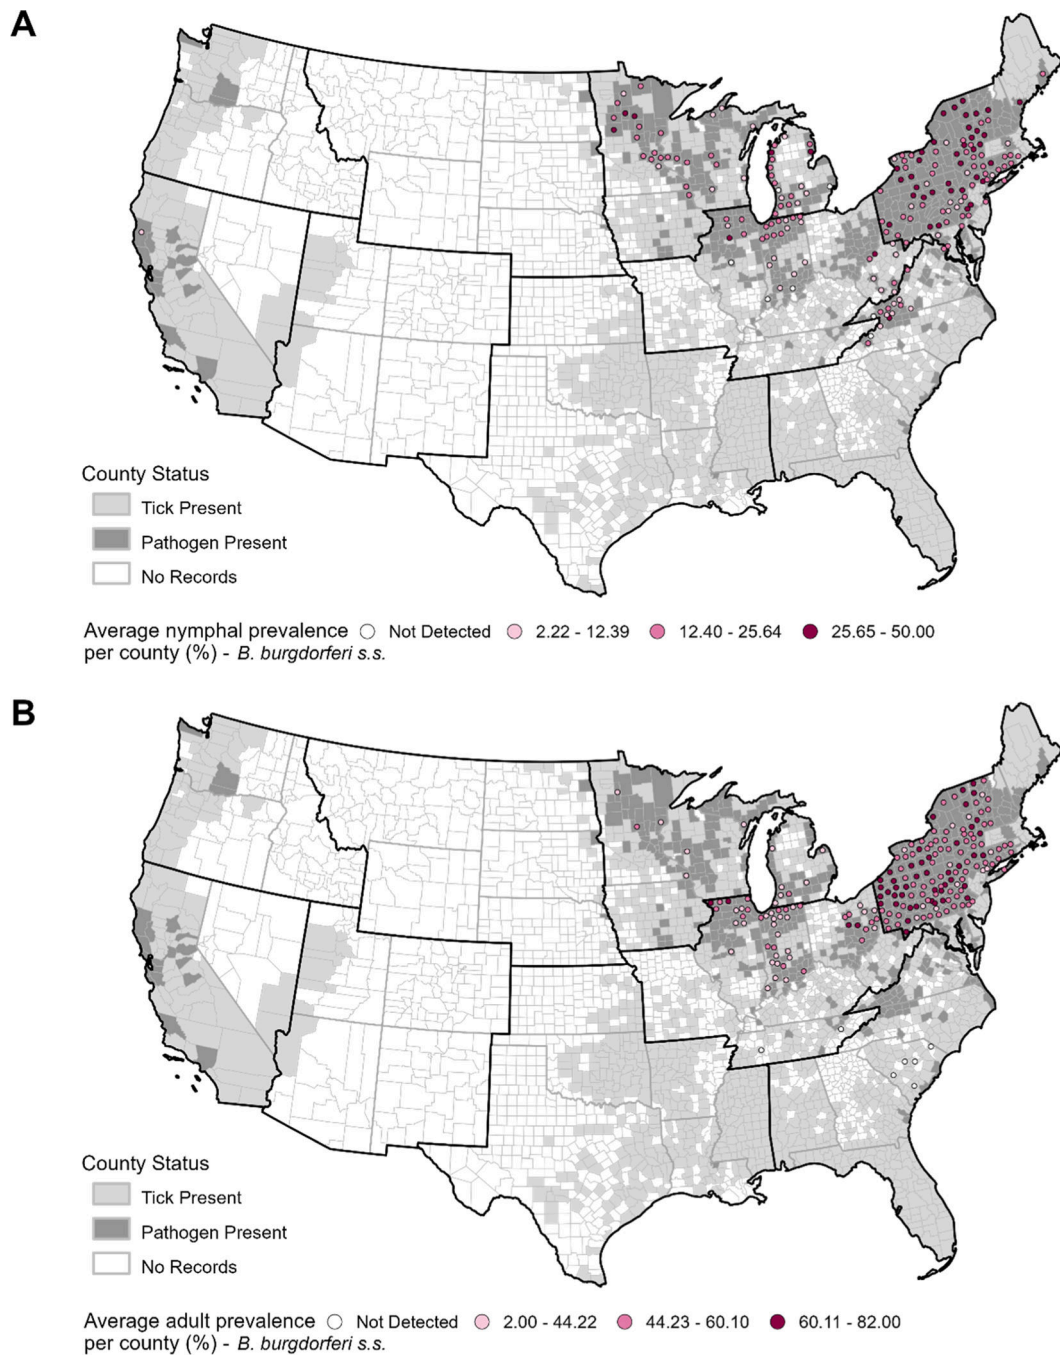 A
County Status
Tick Present
Pathogen Present
No Records
Average nymphal prevalence Not Detected 2.22 - 12.39 12.40 - 25.64 25.65 - 50.00
per county (%) - B. burgdorferi s.s.
B
County Status
Tick Present
Pathogen Present
No Records
Average adult prevalence Not Detected 2.00 - 44.22 44.23 - 60.10 60.11 - 82.00
per county (%) - B. burgdorferi s.s.